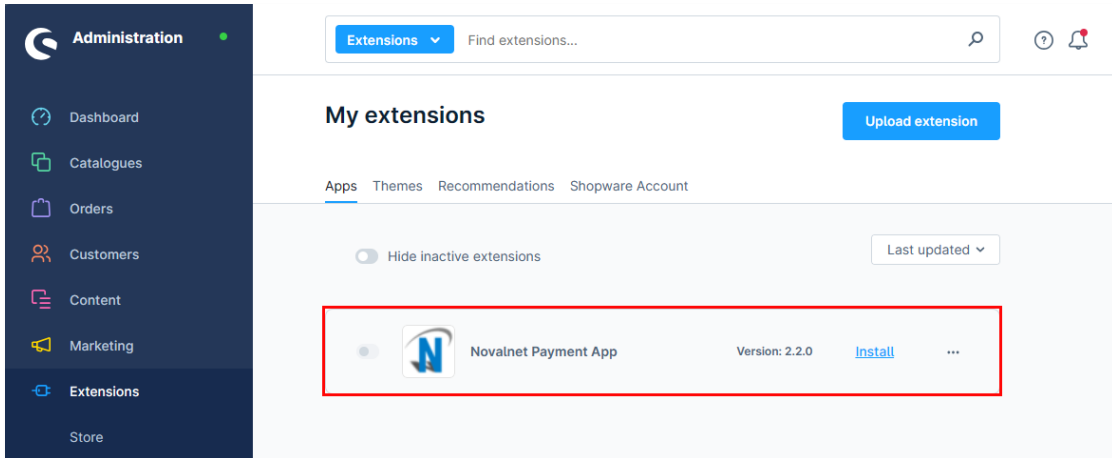 Administration
Extensions
Find extensions...
Dashboard
Catalogues
Orders
Customers
Content
Marketing
Extensions
Store
My extensions
Upload extension
Apps Themes Recommendations Shopware Account
Hide inactive extensions
Last updated
N
Novalnet Payment App
Version: 2.2.0
Install